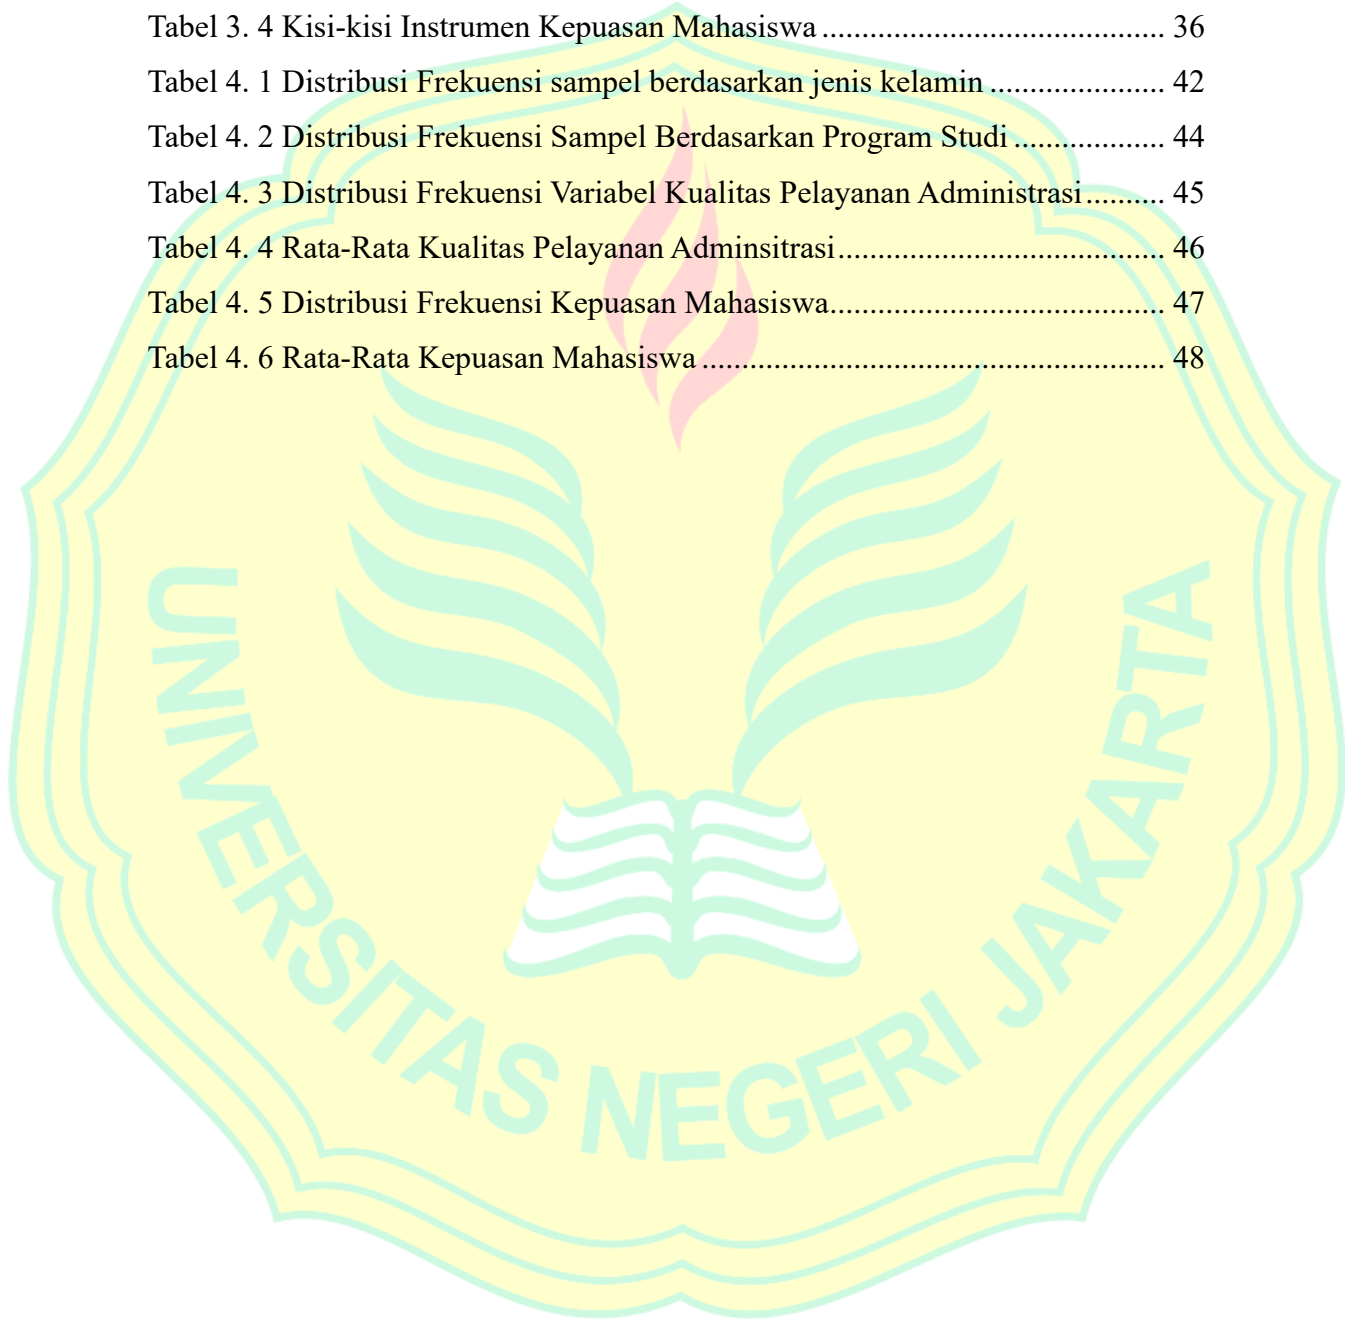 Tabel 3. 4 Kisi-kisi Instrumen Kepuasan Mahasiswa ........................................... 36
Tabel 4. 1 Distribusi Frekuensi sampel berdasarkan jenis kelamin ...................... 42
Tabel 4. 2 Distribusi Frekuensi Sampel Berdasarkan Program Studi ................... 44
Tabel 4. 3 Distribusi Frekuensi Variabel Kualitas Pelayanan Administrasi.......... 45
Tabel 4. 4 Rata-Rata Kualitas Pelayanan Adminsitrasi......................................... 46
Tabel 4. 5 Distribusi Frekuensi Kepuasan Mahasiswa.......................................... 47
Tabel 4. 6 Rata-Rata Kepuasan Mahasiswa .......................................................... 48
UNIVERSITAS NEGERI JAKARTA